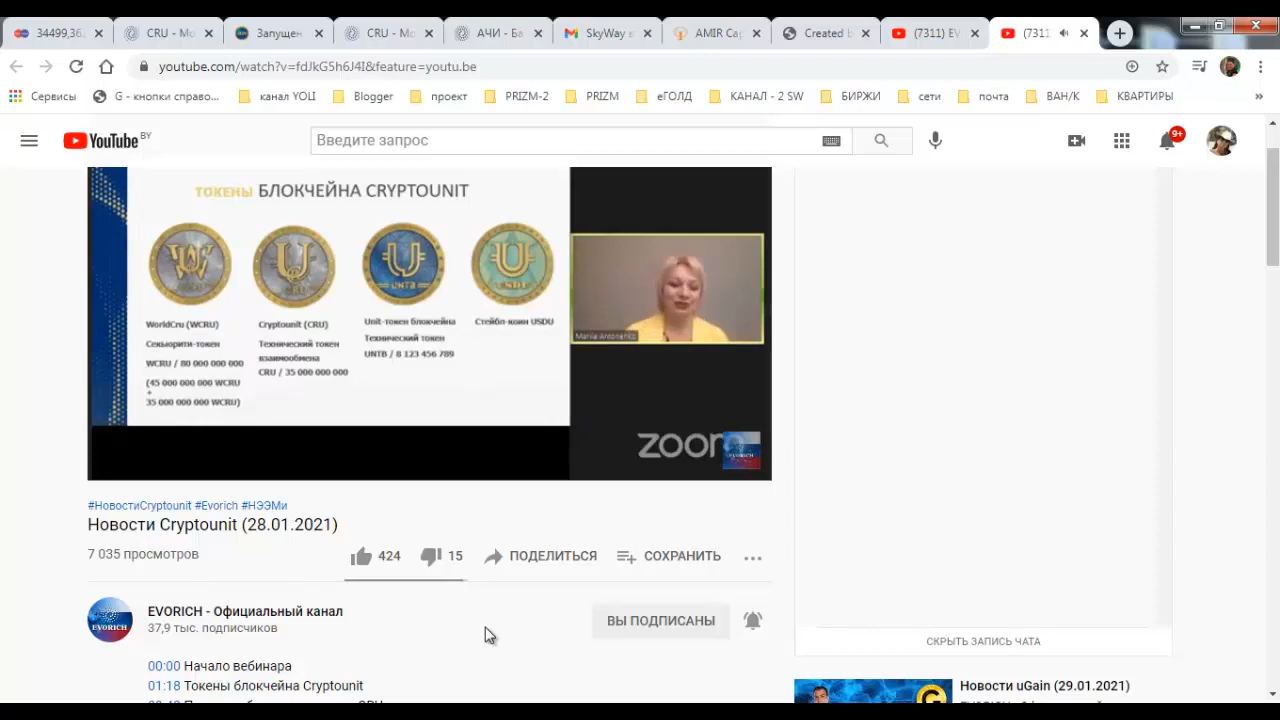 34499,36
CRU - Mo
Запущен
CRU - Mo
АЧИ - E
SkyWay в
AMIR Cap
Created b
(7311) E
(7311
youtube.com/watch?v=fdJkG5h6J4I&feature=youtu.be
Сервисы
G - кнопки справо...
канал YOU
Blogger
проект
PRIZM-2
PRIZM
еГОЛД
КАНАЛ - 2 SW
БИРЖИ
сети
почта
ВАН/К
КВАРТИРЫ
»
YouTube BY
Введите запрос
9+
ТОКЕНЫ БЛОКЧЕЙНА CRYPTOUNIT
UNTB
WorldCru (WCRU)
Секьюрити-токен
WCRU / 80 000 000 000
(45 000 000 000 WCRU
+
35 000 000 000 WCRU)
Cryptounit (CRU)
Технический токен
взаимообмена
CRU / 35 000 000 000
Unit-токен блокчейна
Технический токен
UNTB / 8 123 456 789
Стейбл-коин USDU
zoom
EVORICH
#НовостиCryptounit #Evorich #НЭЭМи
Новости Cryptounit (28.01.2021)
7 035 просмотров
424
15
ПОДЕЛИТЬСЯ
СОХРАНИТЬ
EVORICH
EVORICH - Официальный канал
37,9 тыс. подписчиков
ВЫ ПОДПИСАНЫ
00:00 Начало вебинара
01:18 Токены блокчейна Cryptounit
СКРЫТЬ ЗАПИСЬ ЧАТА
Новости uGain (29.01.2021)